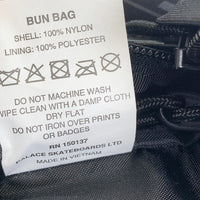 BUN BAG
SHELL: 100% NYLON
LINING: 100% POLYESTER
DO NOT MACHINE WASH
WIPE CLEAN WITH A DAMP CLOTH
DRY FLAT
DO NOT IRON OVER PRINTS
OR BADGES
RN 150137
PALACE SKATEBOARDS LTD
MADE IN VIETNAM